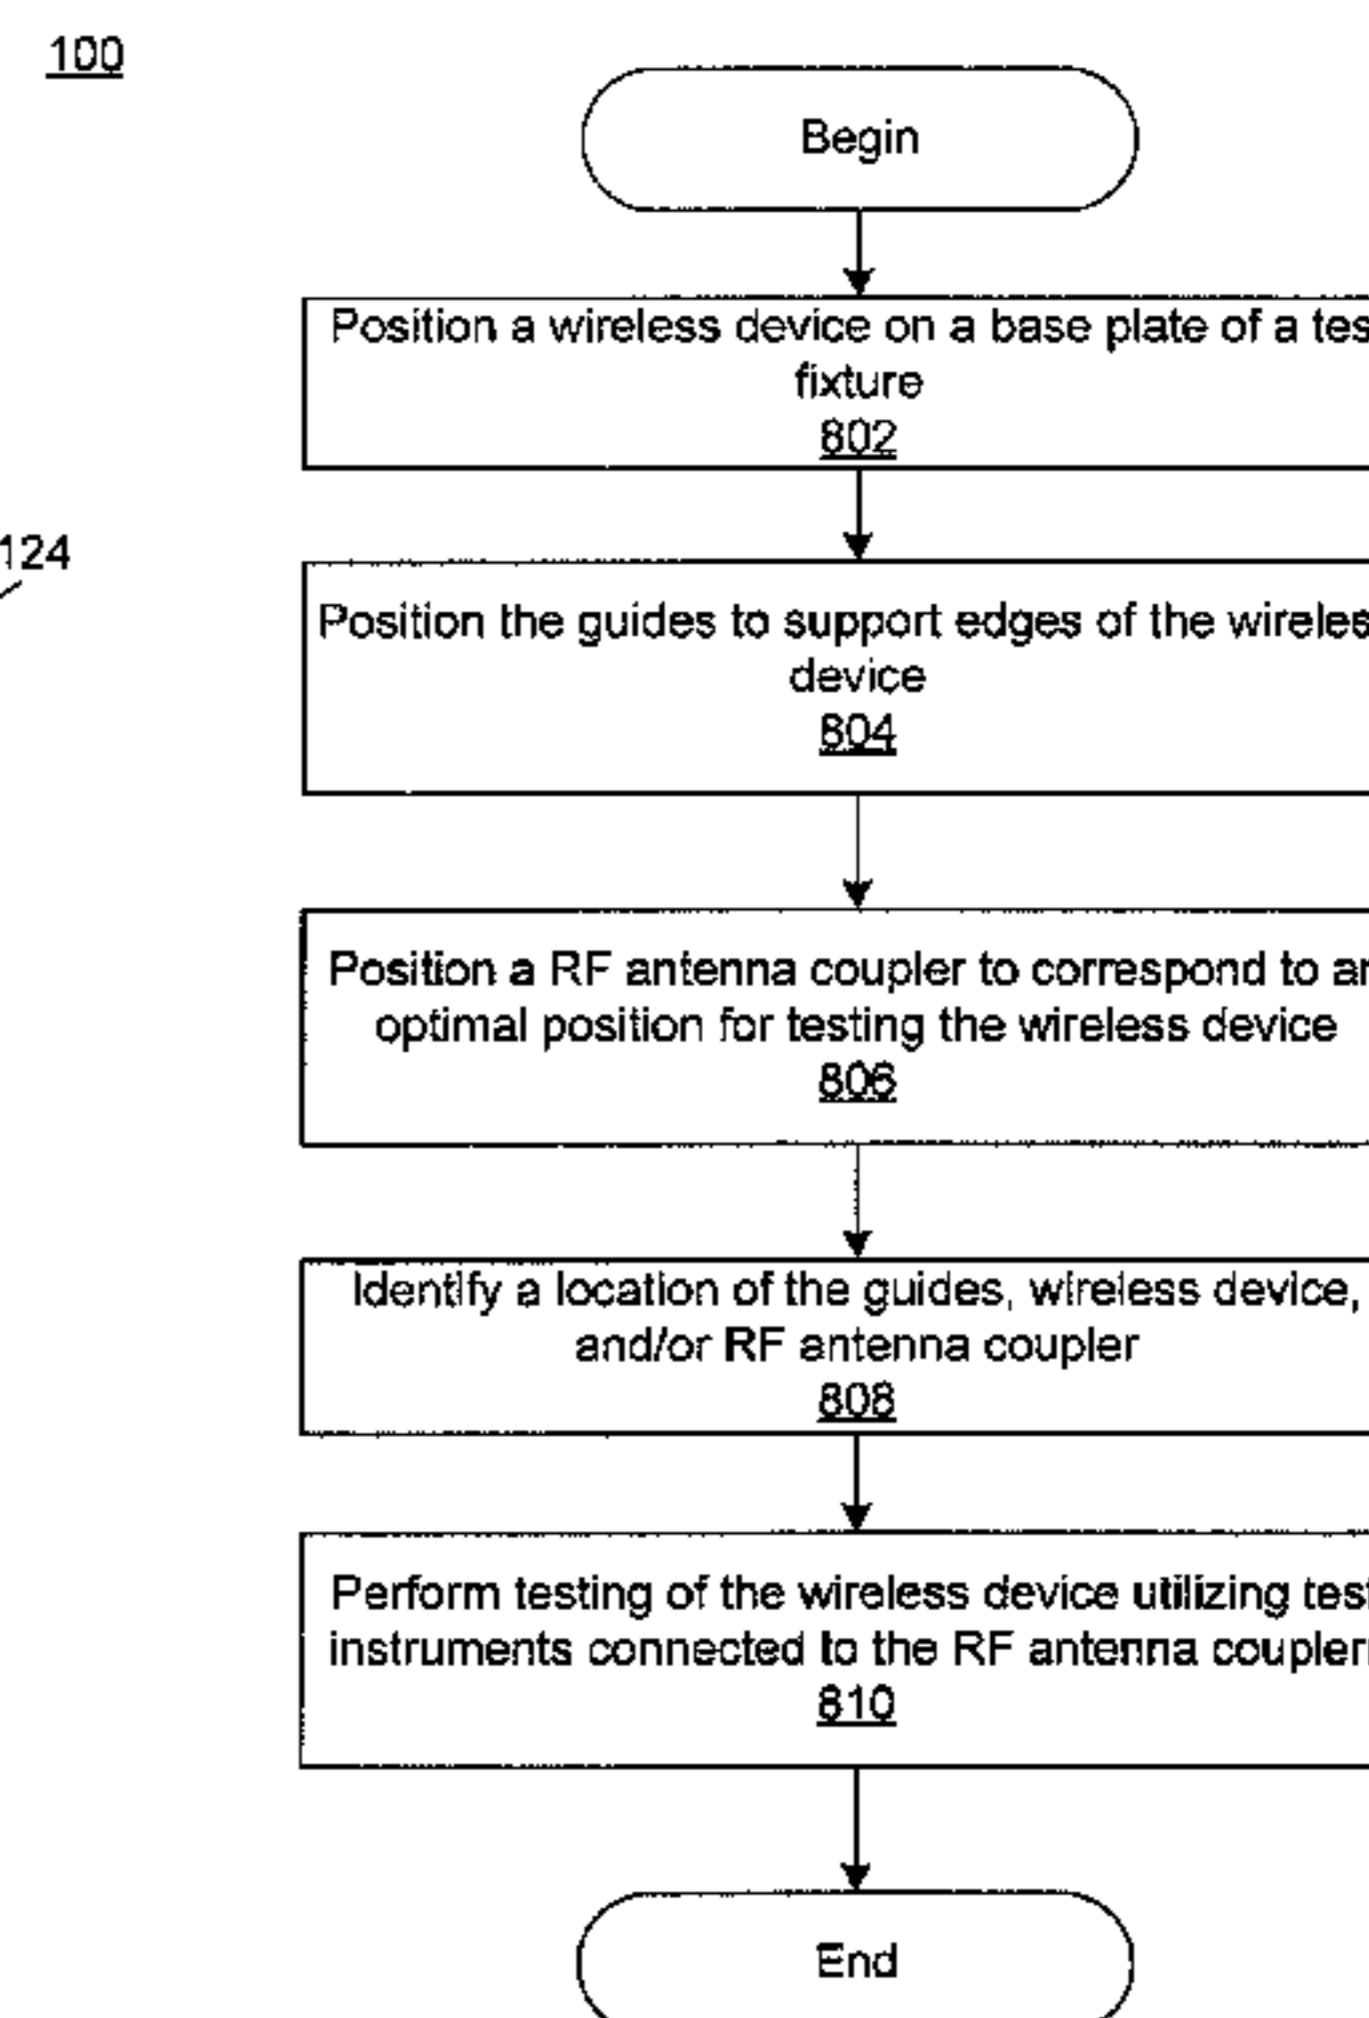 100
Begin
Position a wireless device on a base plate of a tes
fixture
802
124
Position the guides to support edges of the wireles
device
804
Position a RF antenna coupler to correspond to an
optimal position for testing the wireless device
806
Identify a location of the guides, wireless device,
and/or RF antenna coupler
808
Perform testing of the wireless device utilizing test
instruments connected to the RF antenna coupler
810
End